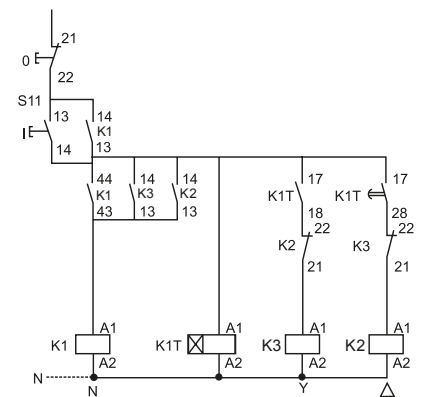 21
0
22
S11
13 14
I K1
14 13
44 14 14 17 17
K1 K3 K2 K1T K1T
43 13 13 18 28
22 22
K2 K3
21 21
A1 A1 A1 A1
K1 K1T K3 K2
A2 A2 A2 A2
N
N Y